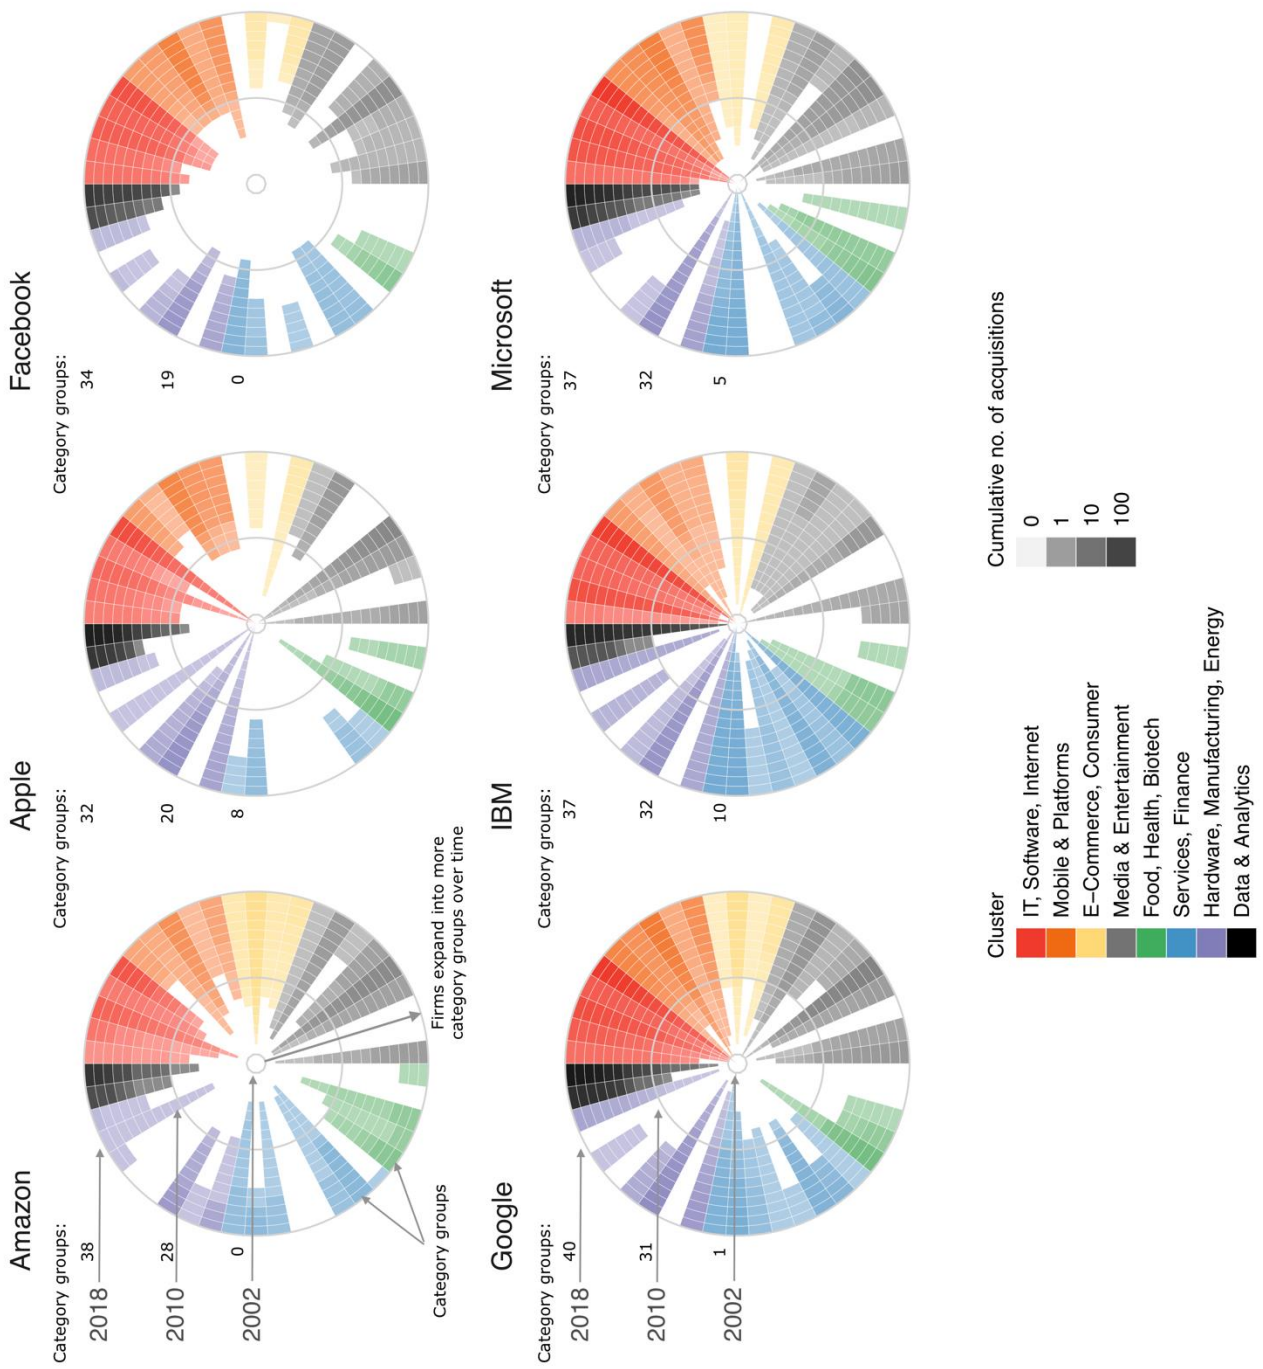 Amazon
Category groups:
38
28
0
2018
2010
2002
Category groups
Firms expand into more
category groups over time
Apple
Category groups:
32
20
8
Facebook
Category groups:
34
19
0
Google
Category groups:
40
31
1
2018
2010
2002
IBM
Category groups:
37
32
10
Microsoft
Category groups:
37
32
5
Cluster
IT, Software, Internet
Mobile & Platforms
E−Commerce, Consumer
Media & Entertainment
Food, Health, Biotech
Services, Finance
Hardware, Manufacturing, Energy
Data & Analytics
Cumulative no. of acquisitions
0
1
10
100